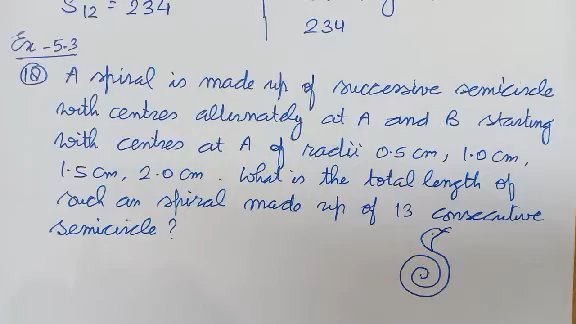 S12 = 234
234
Ex - 5.3
18 A spiral is made up of successive semicircle
with centres alternately at A and B starting
with centres at A of radii 0.5 cm, 1.0 cm,
1.5 cm, 2.0 cm. What is the total length of
such an spiral made up of 13 consecutive
semicircle?